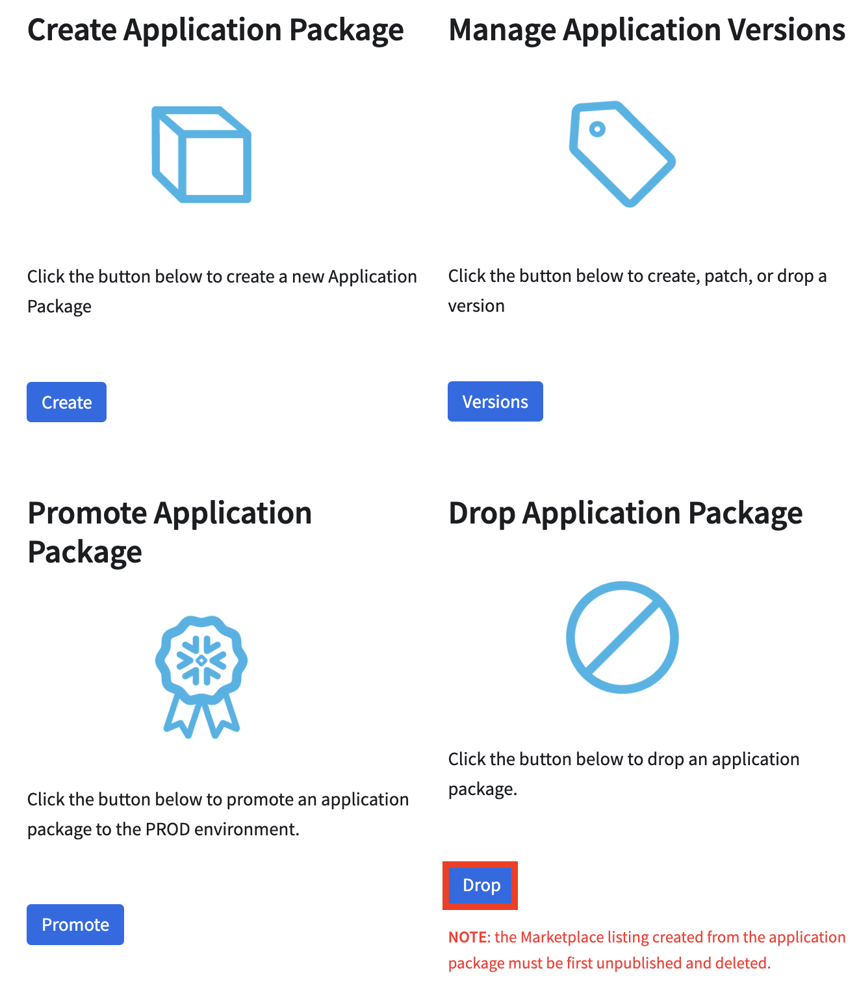 Create Application Package
Click the button below to create a new Application
Package
Create
Manage Application Versions
Click the button below to create, patch, or drop a
version
Versions
Promote Application
Package
Click the button below to promote an application
package to the PROD environment.
Promote
Drop Application Package
Click the button below to drop an application
package.
Drop
NOTE: the Marketplace listing created from the application
package must be first unpublished and deleted.